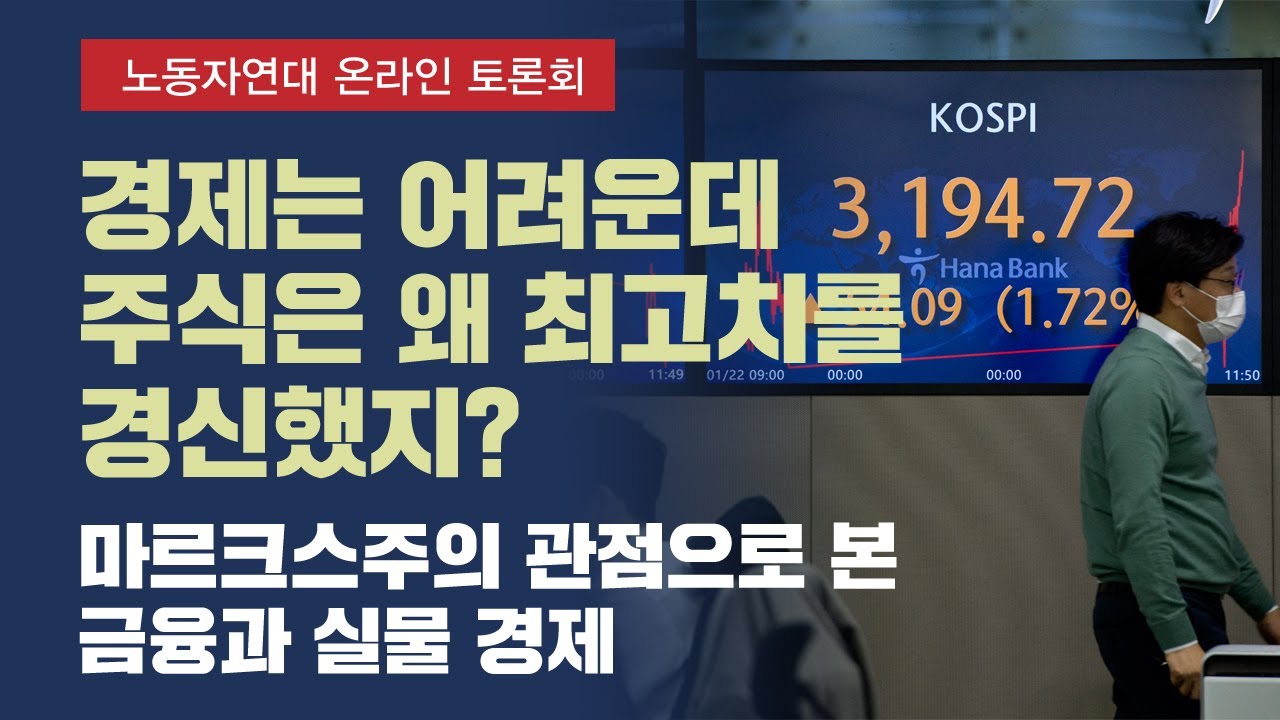 노동자연대 온라인 토론회
경제는 어려운데
주식은 왜 최고치를
경신했지?
마르크스주의 관점으로 본
금융과 실물 경제
KOSPI
3,194.72
Hana Bank
.09 (1.72%
00:00 11:49
01/22 09:00 00:00 00:00 11:50